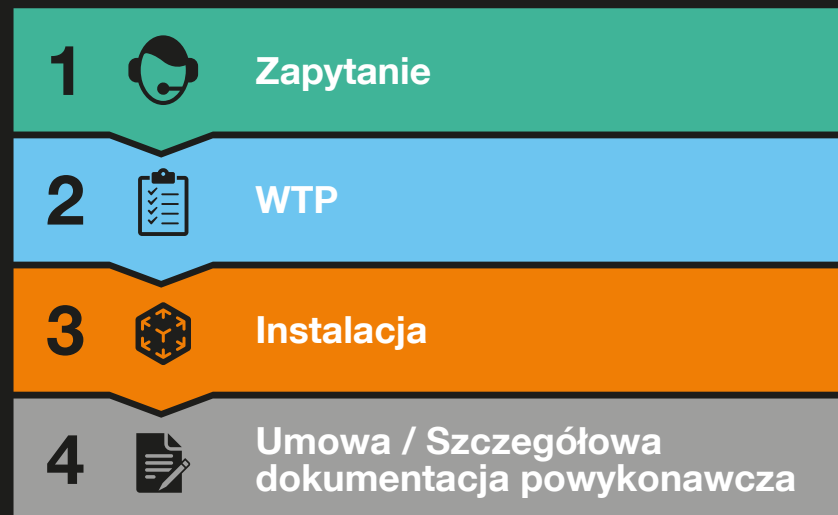 1 Zapytanie
2 WTP
3 Instalacja
4 Umowa / Szczegółowa
dokumentacja powykonawcza